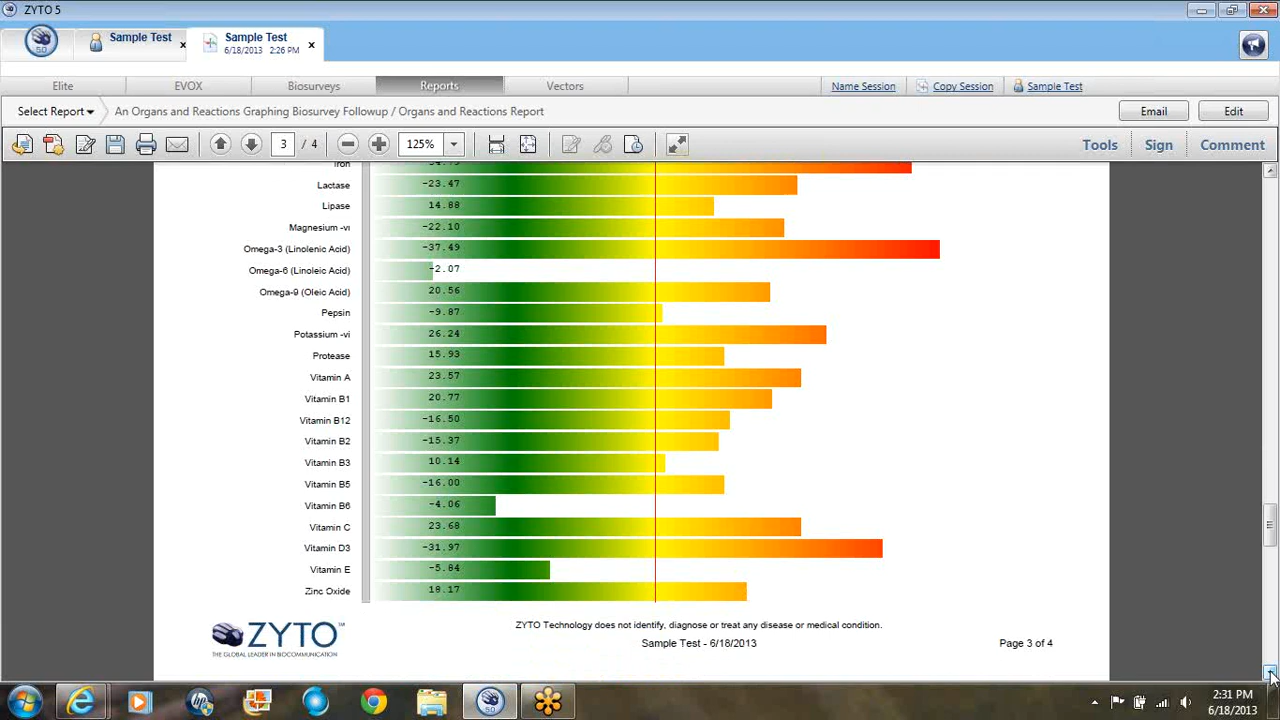 ZYTO 5
5.0
Sample Test x
Sample Test
6/18/2013 2:26 PM x
Elite EVOX Biosurveys Reports Vectors Name Session Copy Session Sample Test
Select Report An Organs and Reactions Graphing Biosurvey Followup / Organs and Reactions Report Email Edit
3 / 4 125% Tools Sign Comment
Iron -34.73
Lactase -23.47
Lipase 14.88
Magnesium -vi -22.10
Omega-3 (Linolenic Acid) -37.49
Omega-6 (Linoleic Acid) -2.07
Omega-9 (Oleic Acid) 20.56
Pepsin -9.87
Potassium -vi 26.24
Protease 15.93
Vitamin A 23.57
Vitamin B1 20.77
Vitamin B12 -16.50
Vitamin B2 -15.37
Vitamin B3 10.14
Vitamin B5 -16.00
Vitamin B6 -4.06
Vitamin C 23.68
Vitamin D3 -31.97
Vitamin E -5.84
Zinc Oxide 18.17
ZYTO™
THE GLOBAL LEADER IN BIOCOMMUNICATION
ZYTO Technology does not identify, diagnose or treat any disease or medical condition.
Sample Test - 6/18/2013 Page 3 of 4
2:31 PM
6/18/2013